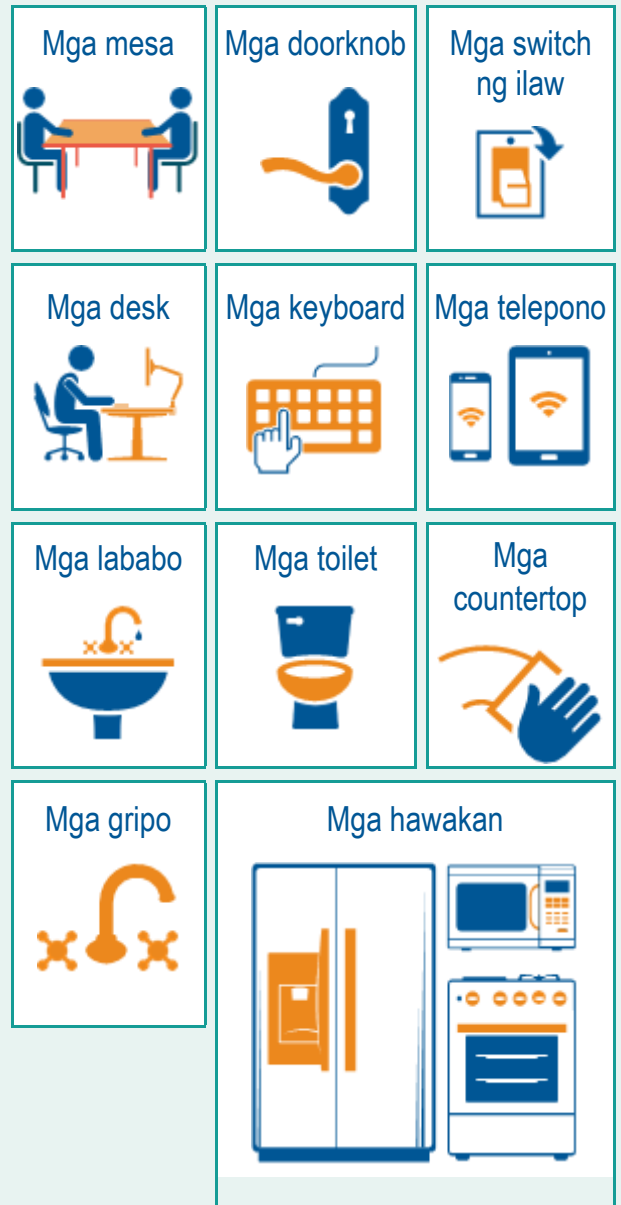 Mga mesa
Mga doorknob
Mga switch
ng ilaw
Mga desk
Mga keyboard
Mga telepono
Mga lababo
Mga toilet
Mga
countertop
Mga gripo
Mga hawakan